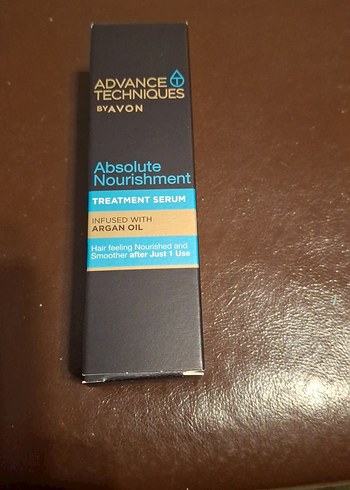 ADVANCE
TECHNIQUES
BY AVON
Absolute
Nourishment
TREATMENT SERUM
INFUSED WITH
ARGAN OIL
Hair feeling Nourished and
Smoother after Just 1 Use